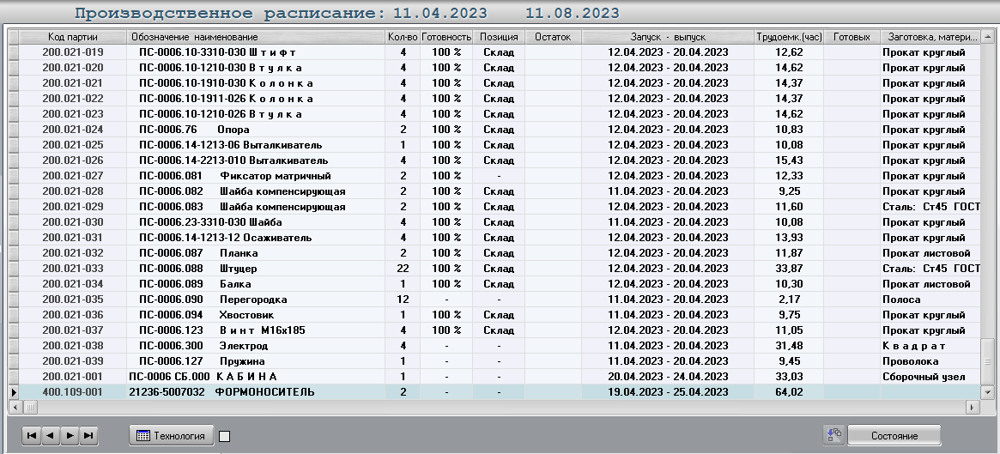 Производственное расписание: 11.04.2023 11.08.2023
Код партии Обозначение наименование Кол-во Готовность Позиция Остаток Запуск - выпуск Трудоемк.(час) Готовых Заготовка, матери...
200.021-019 ПС-0006.10-3310-030 Ш т и ф т 4 100 % Склад 12.04.2023 - 20.04.2023 12,62 Прокат круглый
200.021-020 ПС-0006.10-1210-030 В т у л к а 4 100 % Склад 12.04.2023 - 20.04.2023 14,62 Прокат круглый
200.021-021 ПС-0006.10-1910-030 К о л о н к а 4 100 % Склад 12.04.2023 - 20.04.2023 14,37 Прокат круглый
200.021-022 ПС-0006.10-1911-026 К о л о н к а 4 100 % Склад 12.04.2023 - 20.04.2023 14,37 Прокат круглый
200.021-023 ПС-0006.10-1210-026 В т у л к а 4 100 % Склад 12.04.2023 - 20.04.2023 14,62 Прокат круглый
200.021-024 ПС-0006.76 Опора 2 100 % Склад 12.04.2023 - 20.04.2023 10,83 Прокат круглый
200.021-025 ПС-0006.14-1213-06 Выталкиватель 1 100 % Склад 12.04.2023 - 20.04.2023 10,08 Прокат круглый
200.021-026 ПС-0006.14-2213-010 Выталкиватель 4 100 % Склад 12.04.2023 - 20.04.2023 15,43 Прокат круглый
200.021-027 ПС-0006.081 Фиксатор матричный 2 100 % - 12.04.2023 - 20.04.2023 12,33 Прокат круглый
200.021-028 ПС-0006.082 Шайба компенсирующая 2 100 % Склад 11.04.2023 - 20.04.2023 9,25 Прокат круглый
200.021-029 ПС-0006.083 Шайба компенсирующая 2 100 % Склад 12.04.2023 - 20.04.2023 11,60 Сталь: Ст45 ГОСТ
200.021-030 ПС-0006.23-3310-030 Шайба 4 100 % Склад 11.04.2023 - 20.04.2023 10,08 Прокат круглый
200.021-031 ПС-0006.14-1213-12 Осаживатель 4 100 % Склад 12.04.2023 - 20.04.2023 13,93 Прокат круглый
200.021-032 ПС-0006.087 Планка 2 100 % Склад 12.04.2023 - 20.04.2023 11,87 Прокат листовой
200.021-033 ПС-0006.088 Штуцер 22 100 % Склад 12.04.2023 - 20.04.2023 33,87 Сталь: Ст45 ГОСТ
200.021-034 ПС-0006.089 Балка 1 100 % Склад 12.04.2023 - 20.04.2023 10,30 Прокат листовой
200.021-035 ПС-0006.090 Перегородка 12 - - 11.04.2023 - 20.04.2023 2,17 Полоса
200.021-036 ПС-0006.094 Хвостовик 1 100 % Склад 11.04.2023 - 20.04.2023 9,75 Прокат круглый
200.021-037 ПС-0006.123 В и н т М16х185 4 100 % Склад 12.04.2023 - 20.04.2023 11,05 Прокат круглый
200.021-038 ПС-0006.300 Электрод 4 - - 11.04.2023 - 20.04.2023 31,48 К в а д р а т
200.021-039 ПС-0006.127 Пружина 1 - - 11.04.2023 - 20.04.2023 9,45 Проволока
200.021-001 ПС-0006 СБ.000 К А Б И Н А 1 - - 20.04.2023 - 24.04.2023 33,03 Сборочный узел
400.109-001 21236-5007032 ФОРМОНОСИТЕЛЬ 2 - - 19.04.2023 - 25.04.2023 64,02
Технология Состояние